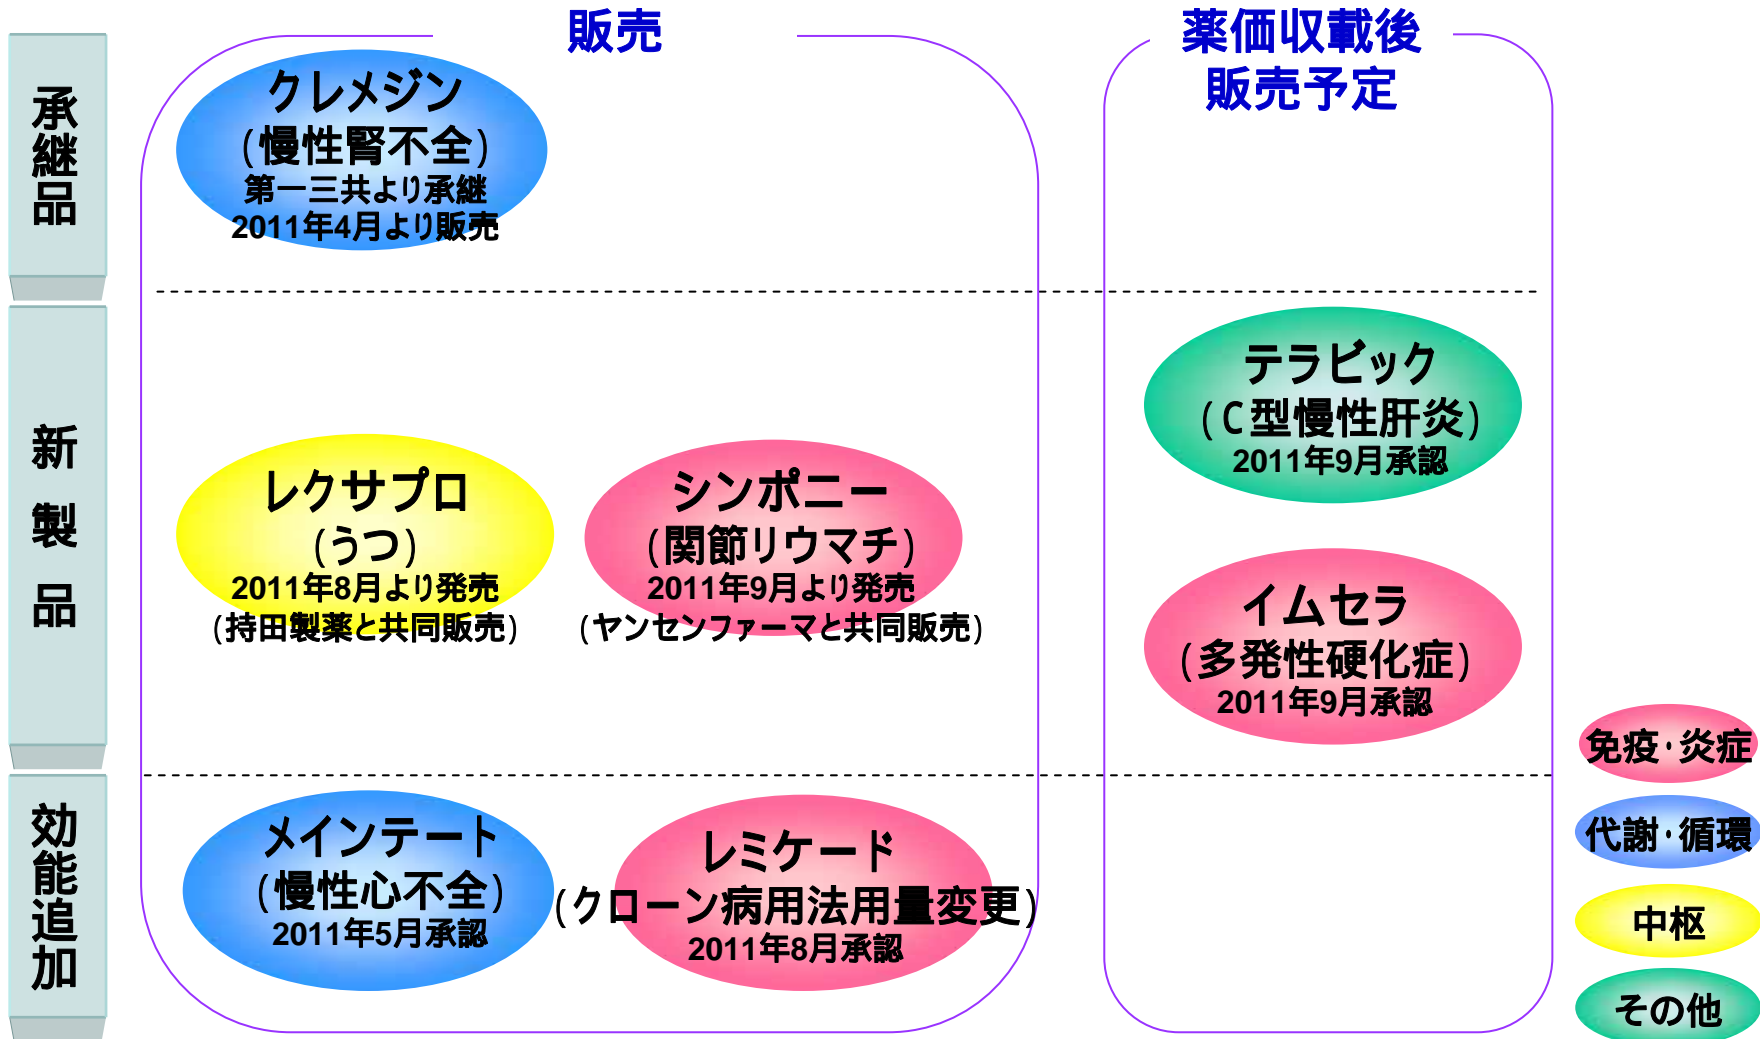 販売
薬価収載後
販売予定
承継品
クレメジン
(慢性腎不全)
第一三共より承継
2011年4月より販売
新製品
テラビック
(C型慢性肝炎)
2011年9月承認
レクサプロ
(うつ)
2011年8月より発売
(持田製薬と共同販売)
シンポニー
(関節リウマチ)
2011年9月より発売
(ヤンセンファーマと共同販売)
イムセラ
(多発性硬化症)
2011年9月承認
効能追加
メインテート
(慢性心不全)
2011年5月承認
レミケード
(クローン病用法用量変更)
2011年8月承認
免疫・炎症
代謝・循環
中枢
その他